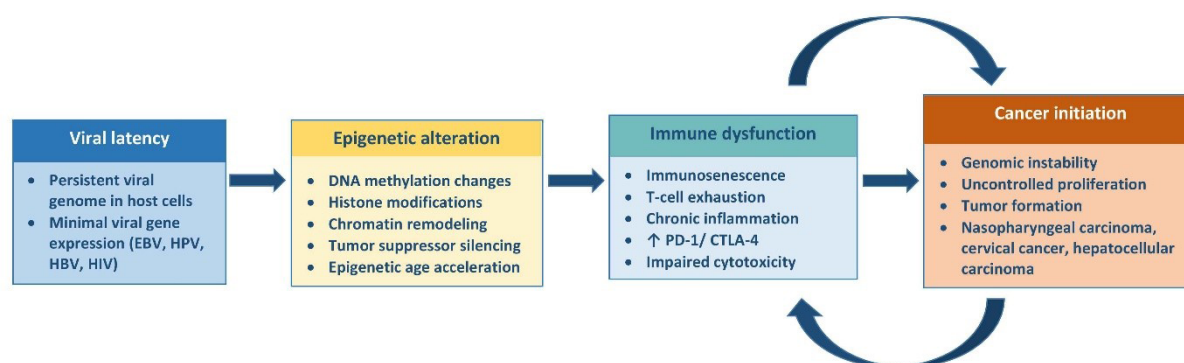 Viral latency
• Persistent viral
genome in host cells
• Minimal viral gene
expression (EBV, HPV,
HBV, HIV)
Epigenetic alteration
• DNA methylation changes
• Histone modifications
• Chromatin remodeling
• Tumor suppressor silencing
• Epigenetic age acceleration
Immune dysfunction
• Immunosenescence
• T-cell exhaustion
• Chronic inflammation
• ↑ PD-1/ CTLA-4
• Impaired cytotoxicity
Cancer initiation
• Genomic instability
• Uncontrolled proliferation
• Tumor formation
• Nasopharyngeal carcinoma,
cervical cancer, hepatocellular
carcinoma